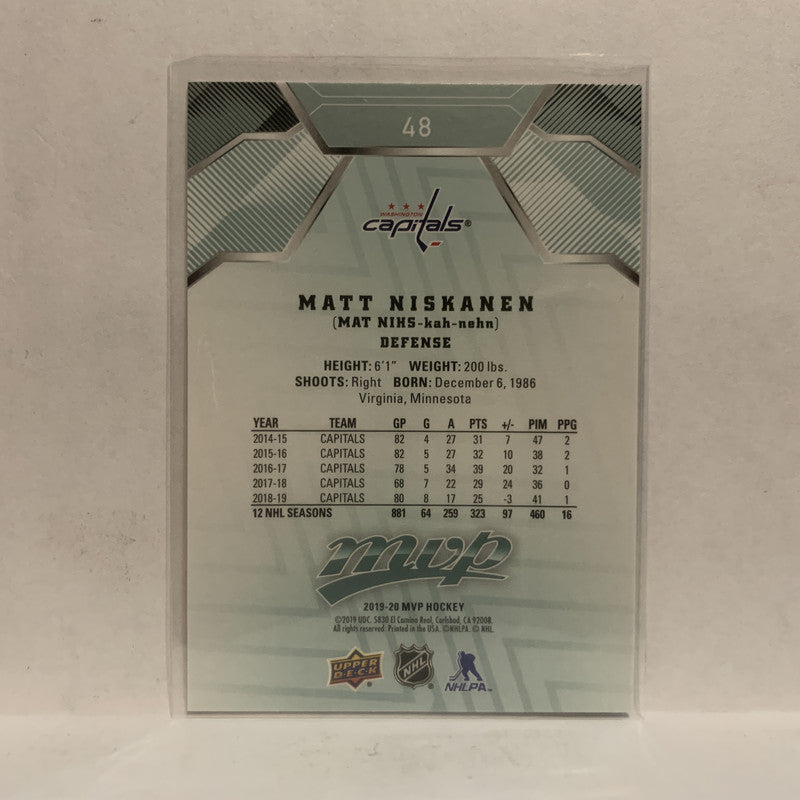 48
WASHINGTON
capitals®
MATT NISKANEN
(MAT NIHS-kah-nehn)
DEFENSE
HEIGHT: 6'1" WEIGHT: 200 lbs.
SHOOTS: Right BORN: December 6, 1986
Virginia, Minnesota
YEAR TEAM GP G A PTS +/- PIM PPG
2014-15 CAPITALS 82 4 27 31 7 47 2
2015-16 CAPITALS 82 5 27 32 10 38 2
2016-17 CAPITALS 78 5 34 39 20 32 1
2017-18 CAPITALS 68 7 22 29 24 36 0
2018-19 CAPITALS 80 8 17 25 -3 41 1
12 NHL SEASONS 881 64 259 323 97 460 16
mvp
2019-20 MVP HOCKEY
©2019 UDC. 5830 El Camino Real, Carlsbad, CA 92008.
All rights reserved. Printed in the USA. ©NHLPA. © NHL.
UPPER DECK® NHL® NHLPA™